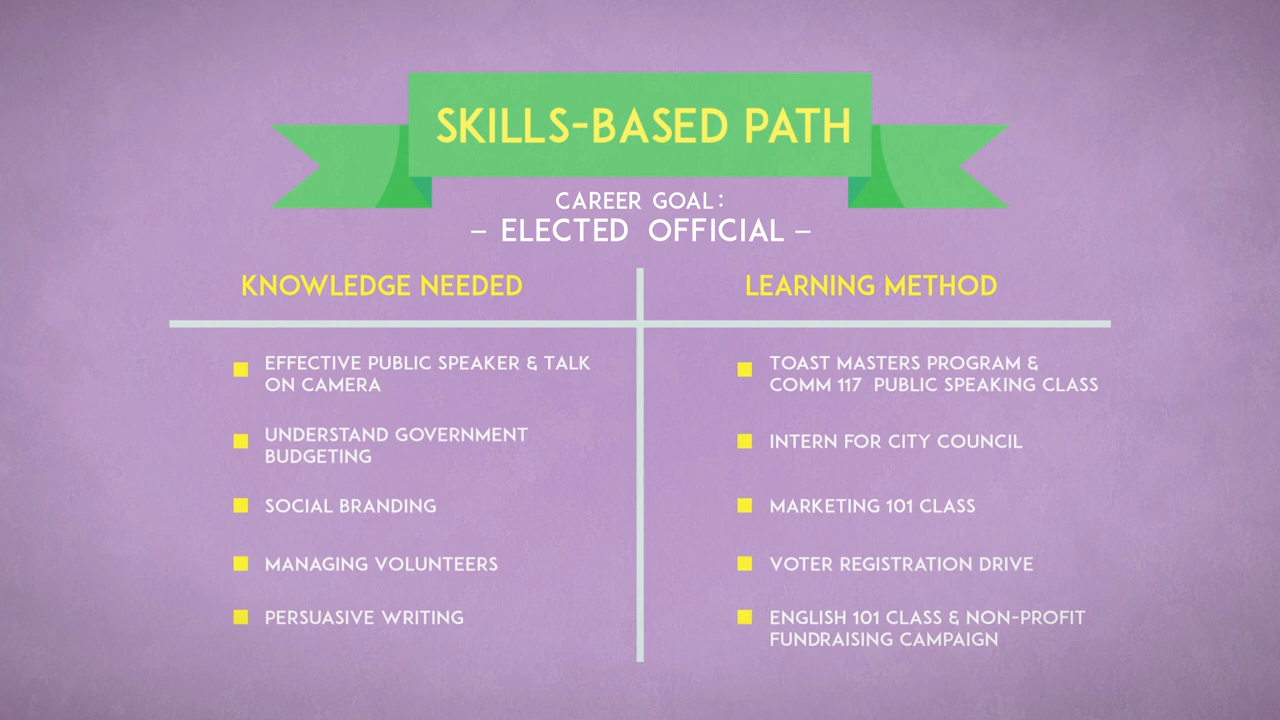 SKILLS-BASED PATH
CAREER GOAL:
– ELECTED OFFICIAL –
KNOWLEDGE NEEDED
EFFECTIVE PUBLIC SPEAKER & TALK
ON CAMERA
UNDERSTAND GOVERNMENT
BUDGETING
SOCIAL BRANDING
MANAGING VOLUNTEERS
PERSUASIVE WRITING
LEARNING METHOD
TOAST MASTERS PROGRAM &
COMM 117 PUBLIC SPEAKING CLASS
INTERN FOR CITY COUNCIL
MARKETING 101 CLASS
VOTER REGISTRATION DRIVE
ENGLISH 101 CLASS & NON-PROFIT
FUNDRAISING CAMPAIGN